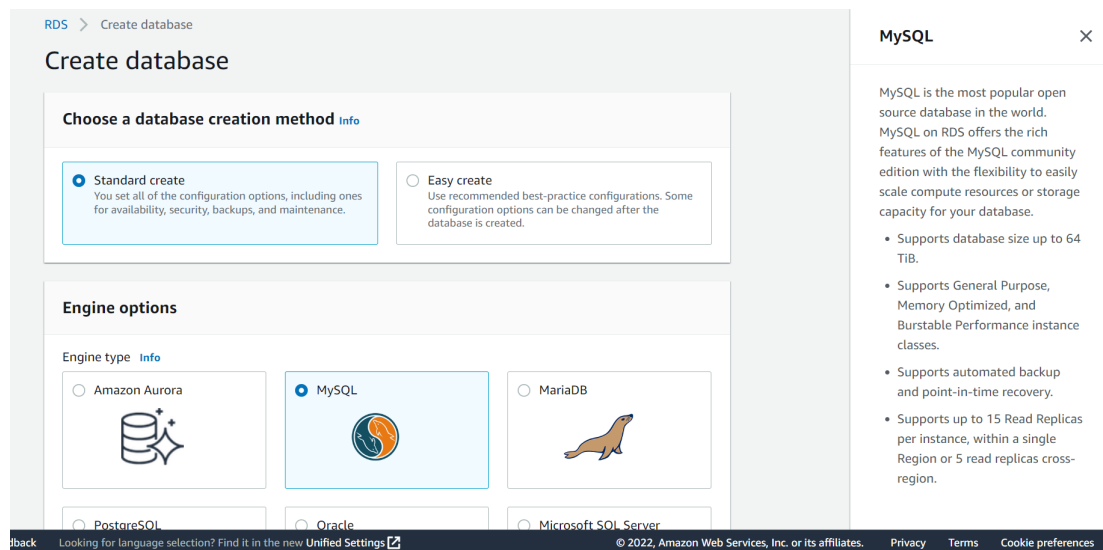 RDS > Create database
Create database
Choose a database creation method Info
Standard create
You set all of the configuration options, including ones
for availability, security, backups, and maintenance.
Easy create
Use recommended best-practice configurations. Some
configuration options can be changed after the
database is created.
Engine options
Engine type Info
Amazon Aurora
MySQL
MariaDB
PostgreSQL
Oracle
Microsoft SQL Server
MySQL
MySQL is the most popular open
source database in the world.
MySQL on RDS offers the rich
features of the MySQL community
edition with the flexibility to easily
scale compute resources or storage
capacity for your database.
• Supports database size up to 64
TiB.
• Supports General Purpose,
Memory Optimized, and
Burstable Performance instance
classes.
• Supports automated backup
and point-in-time recovery.
• Supports up to 15 Read Replicas
per instance, within a single
Region or 5 read replicas cross-
region.
dback
Looking for language selection? Find it in the new Unified Settings
© 2022, Amazon Web Services, Inc. or its affiliates.
Privacy
Terms
Cookie preferences